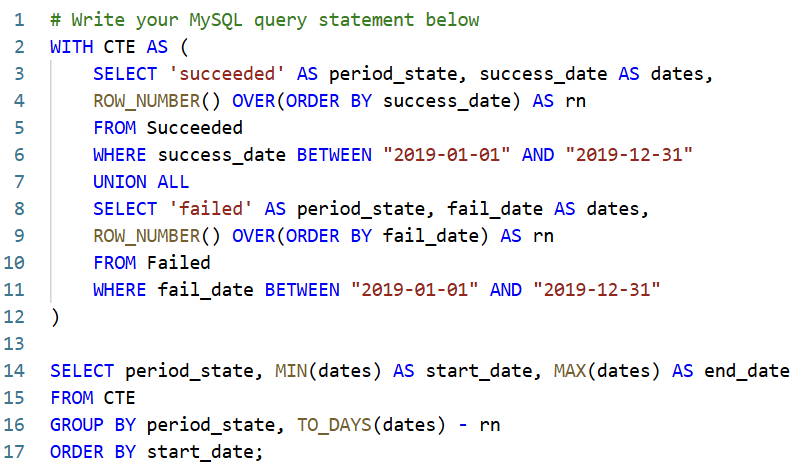 1 # Write your MySQL query statement below
2 WITH CTE AS (
3     SELECT 'succeeded' AS period_state, success_date AS dates,
4     ROW_NUMBER() OVER(ORDER BY success_date) AS rn
5     FROM Succeeded
6     WHERE success_date BETWEEN "2019-01-01" AND "2019-12-31"
7     UNION ALL
8     SELECT 'failed' AS period_state, fail_date AS dates,
9     ROW_NUMBER() OVER(ORDER BY fail_date) AS rn
10     FROM Failed
11     WHERE fail_date BETWEEN "2019-01-01" AND "2019-12-31"
12 )
13
14 SELECT period_state, MIN(dates) AS start_date, MAX(dates) AS end_date
15 FROM CTE
16 GROUP BY period_state, TO_DAYS(dates) - rn
17 ORDER BY start_date;